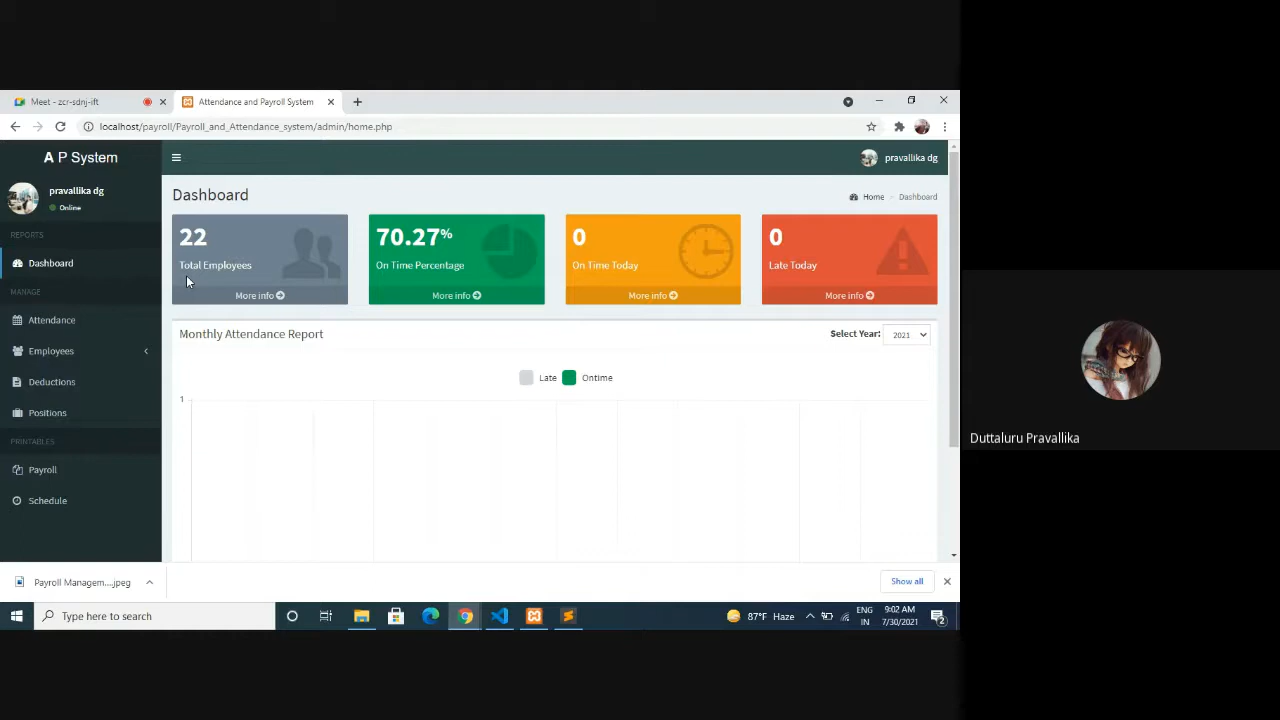 Meet - zcr-sdnj-ift
Attendance and Payroll System
localhost/payroll/Payroll_and_Attendance_system/admin/home.php
A P System
pravallika dg
pravallika dg
Online
REPORTS
Dashboard
MANAGE
Attendance
Employees
Deductions
Positions
PRINTABLES
Payroll
Schedule
Dashboard
Home
Dashboard
22
Total Employees
More info
70.27%
On Time Percentage
More info
0
On Time Today
More info
0
Late Today
More info
Monthly Attendance Report
Select Year: 2021
Late
Ontime
1
Duttaluru Pravallika
Payroll Managem....jpeg
Show all
Type here to search
87°F Haze
ENG
IN
9:02 AM
7/30/2021
2